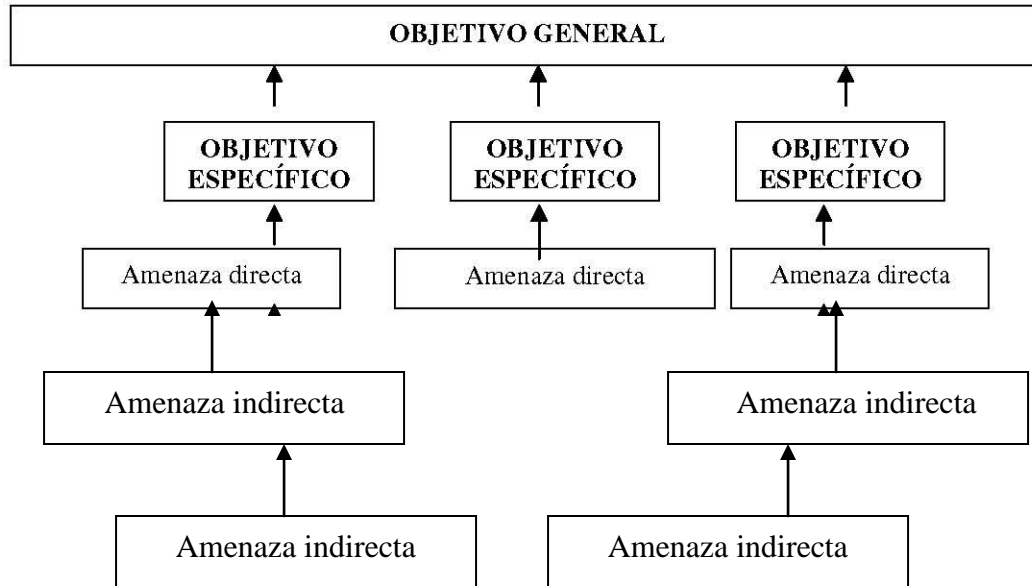 OBJETIVO GENERAL
OBJETIVO
ESPECÍFICO
OBJETIVO
ESPECÍFICO
OBJETIVO
ESPECÍFICO
Amenaza directa
Amenaza directa
Amenaza directa
Amenaza indirecta
Amenaza indirecta
Amenaza indirecta
Amenaza indirecta